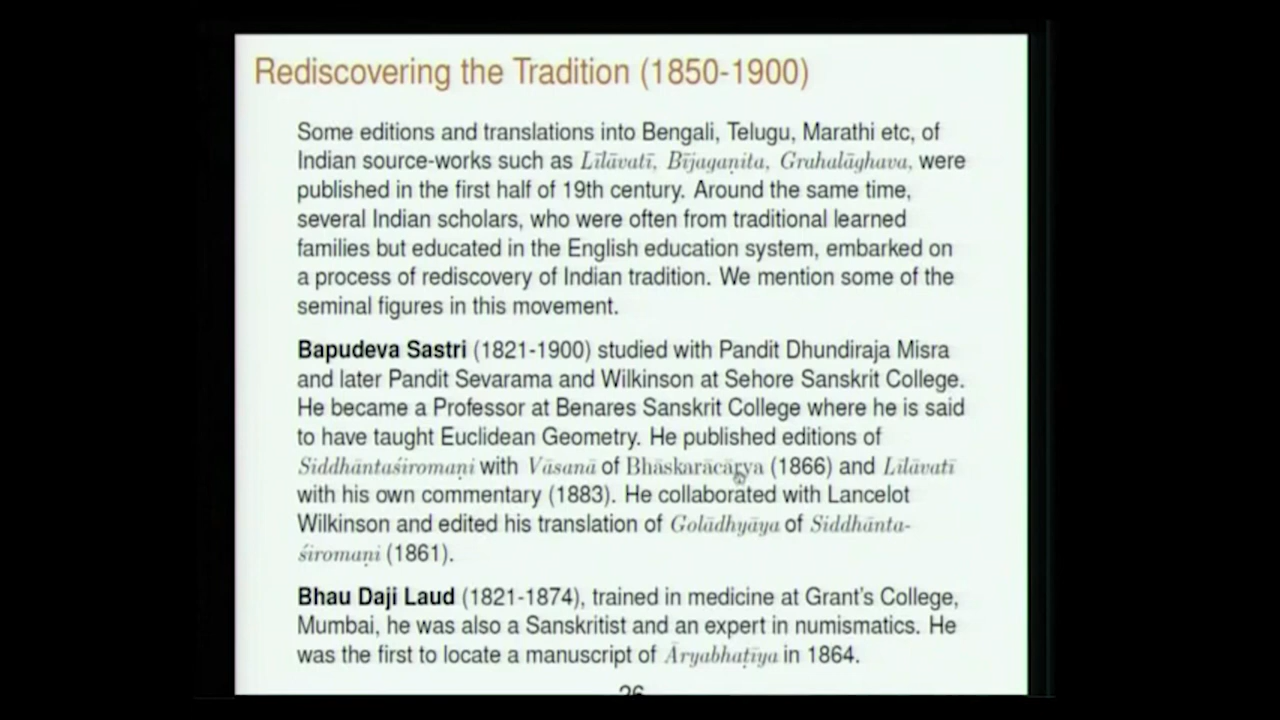 Rediscovering the Tradition (1850-1900)
Some editions and translations into Bengali, Telugu, Marathi etc, of
Indian source-works such as Līlāvatī, Bījagaṇita, Grahalāghava, were
published in the first half of 19th century. Around the same time,
several Indian scholars, who were often from traditional learned
families but educated in the English education system, embarked on
a process of rediscovery of Indian tradition. We mention some of the
seminal figures in this movement.
Bapudeva Sastri (1821-1900) studied with Pandit Dhundiraja Misra
and later Pandit Sevarama and Wilkinson at Sehore Sanskrit College.
He became a Professor at Benares Sanskrit College where he is said
to have taught Euclidean Geometry. He published editions of
Siddhāntaśiromaṇi with Vāsanā of Bhāskarācārya (1866) and Līlāvatī
with his own commentary (1883). He collaborated with Lancelot
Wilkinson and edited his translation of Golādhyāya of Siddhānta-
śiromaṇi (1861).
Bhau Daji Laud (1821-1874), trained in medicine at Grant's College,
Mumbai, he was also a Sanskritist and an expert in numismatics. He
was the first to locate a manuscript of Āryabhaṭīya in 1864.
26